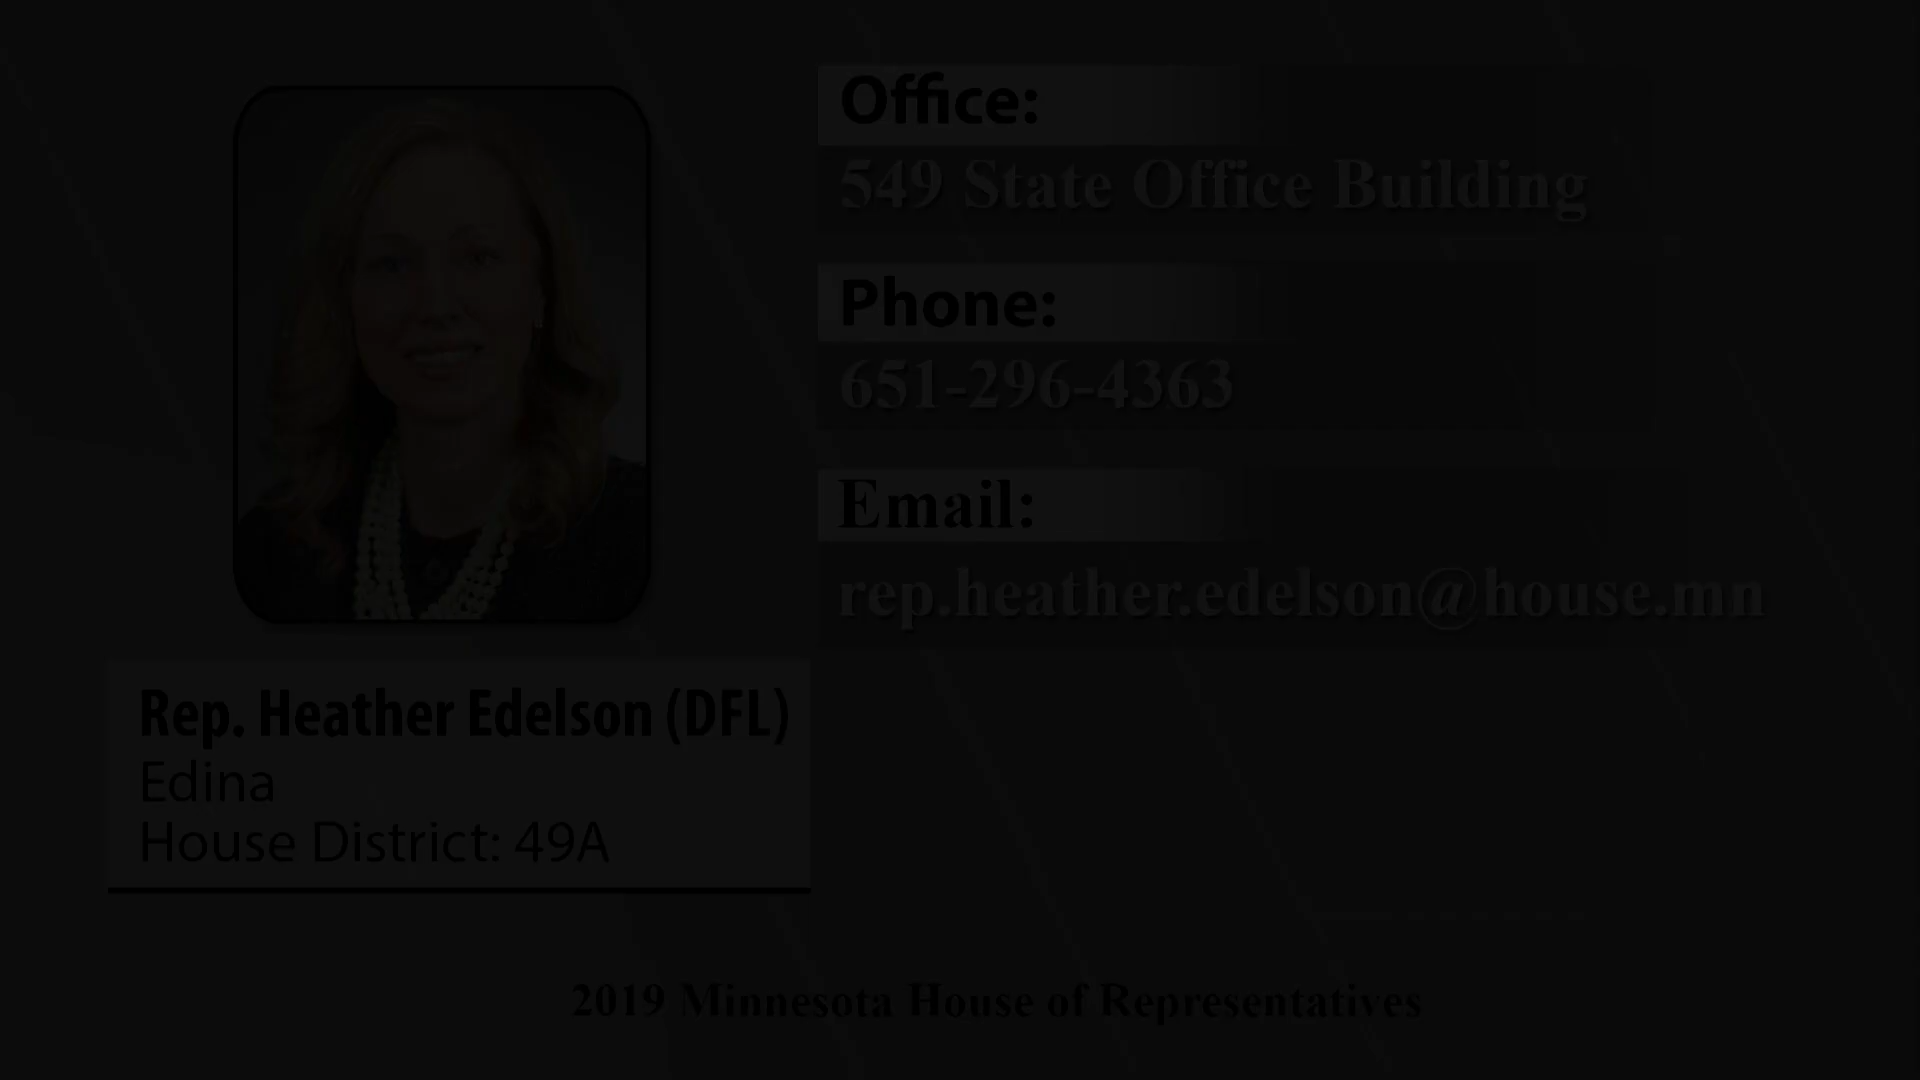 Office:
549 State Office Building
Phone:
651-296-4363
Email:
rep.heather.edelson@house.mn
Rep. Heather Edelson (DFL)
Edina
House District: 49A
2019 Minnesota House of Representatives